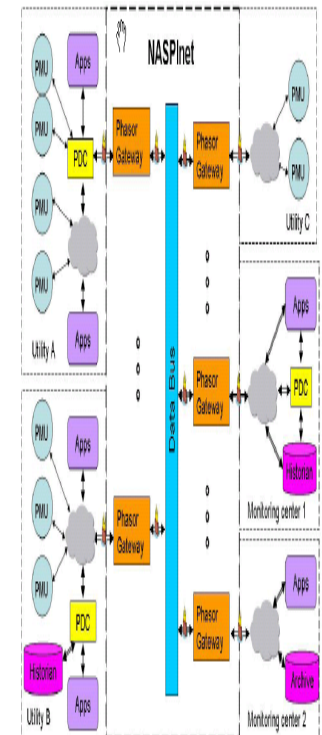 NASPInet
PMU
PMU
PMU
PMU
Apps
PDC
Apps
Utility A
Phasor
Gateway
Data Bus
Phasor
Gateway
PMU
PMU
Utility C
Phasor
Gateway
Apps
PDC
Historian
Monitoring center 1
PMU
PMU
PMU
Apps
PDC
Historian
Apps
Utility B
Phasor
Gateway
Phasor
Gateway
Apps
Archive
Monitoring center 2